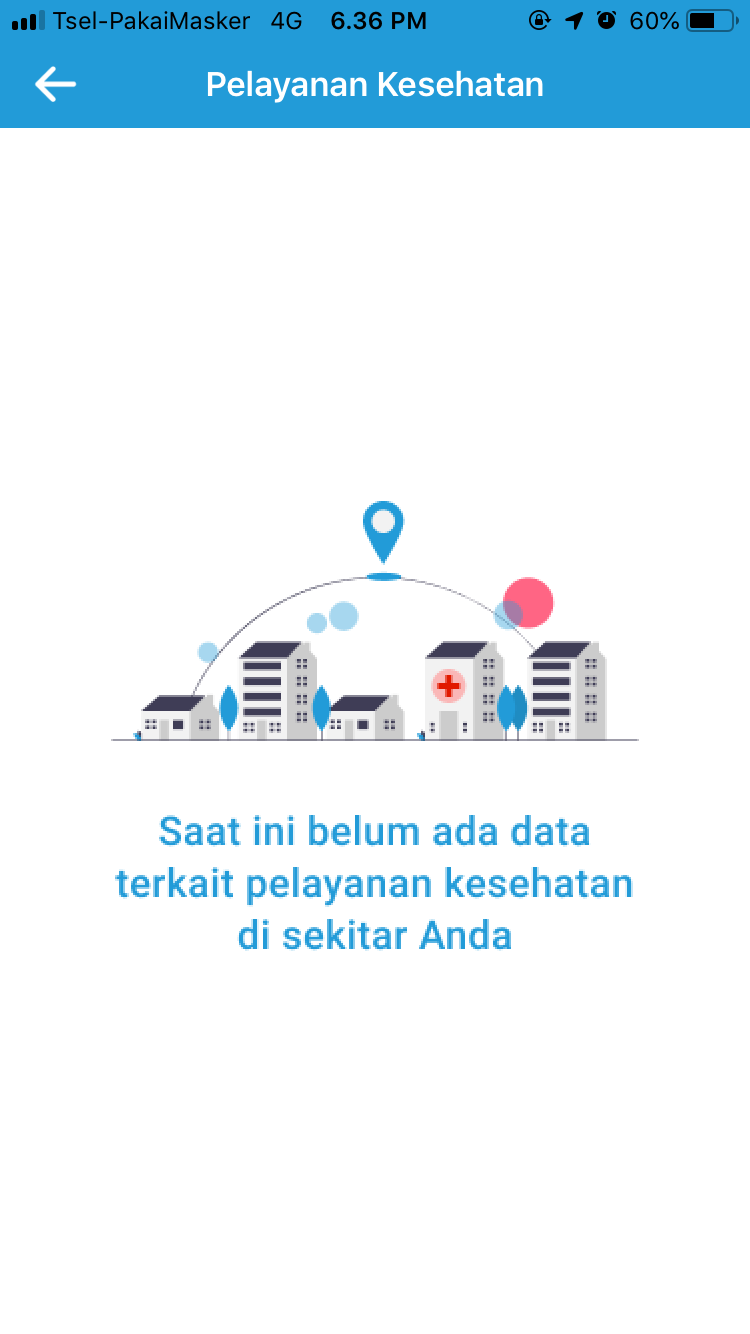 Tsel-PakaiMasker 4G 6.36 PM 60%
Pelayanan Kesehatan
Saat ini belum ada data
terkait pelayanan kesehatan
di sekitar Anda